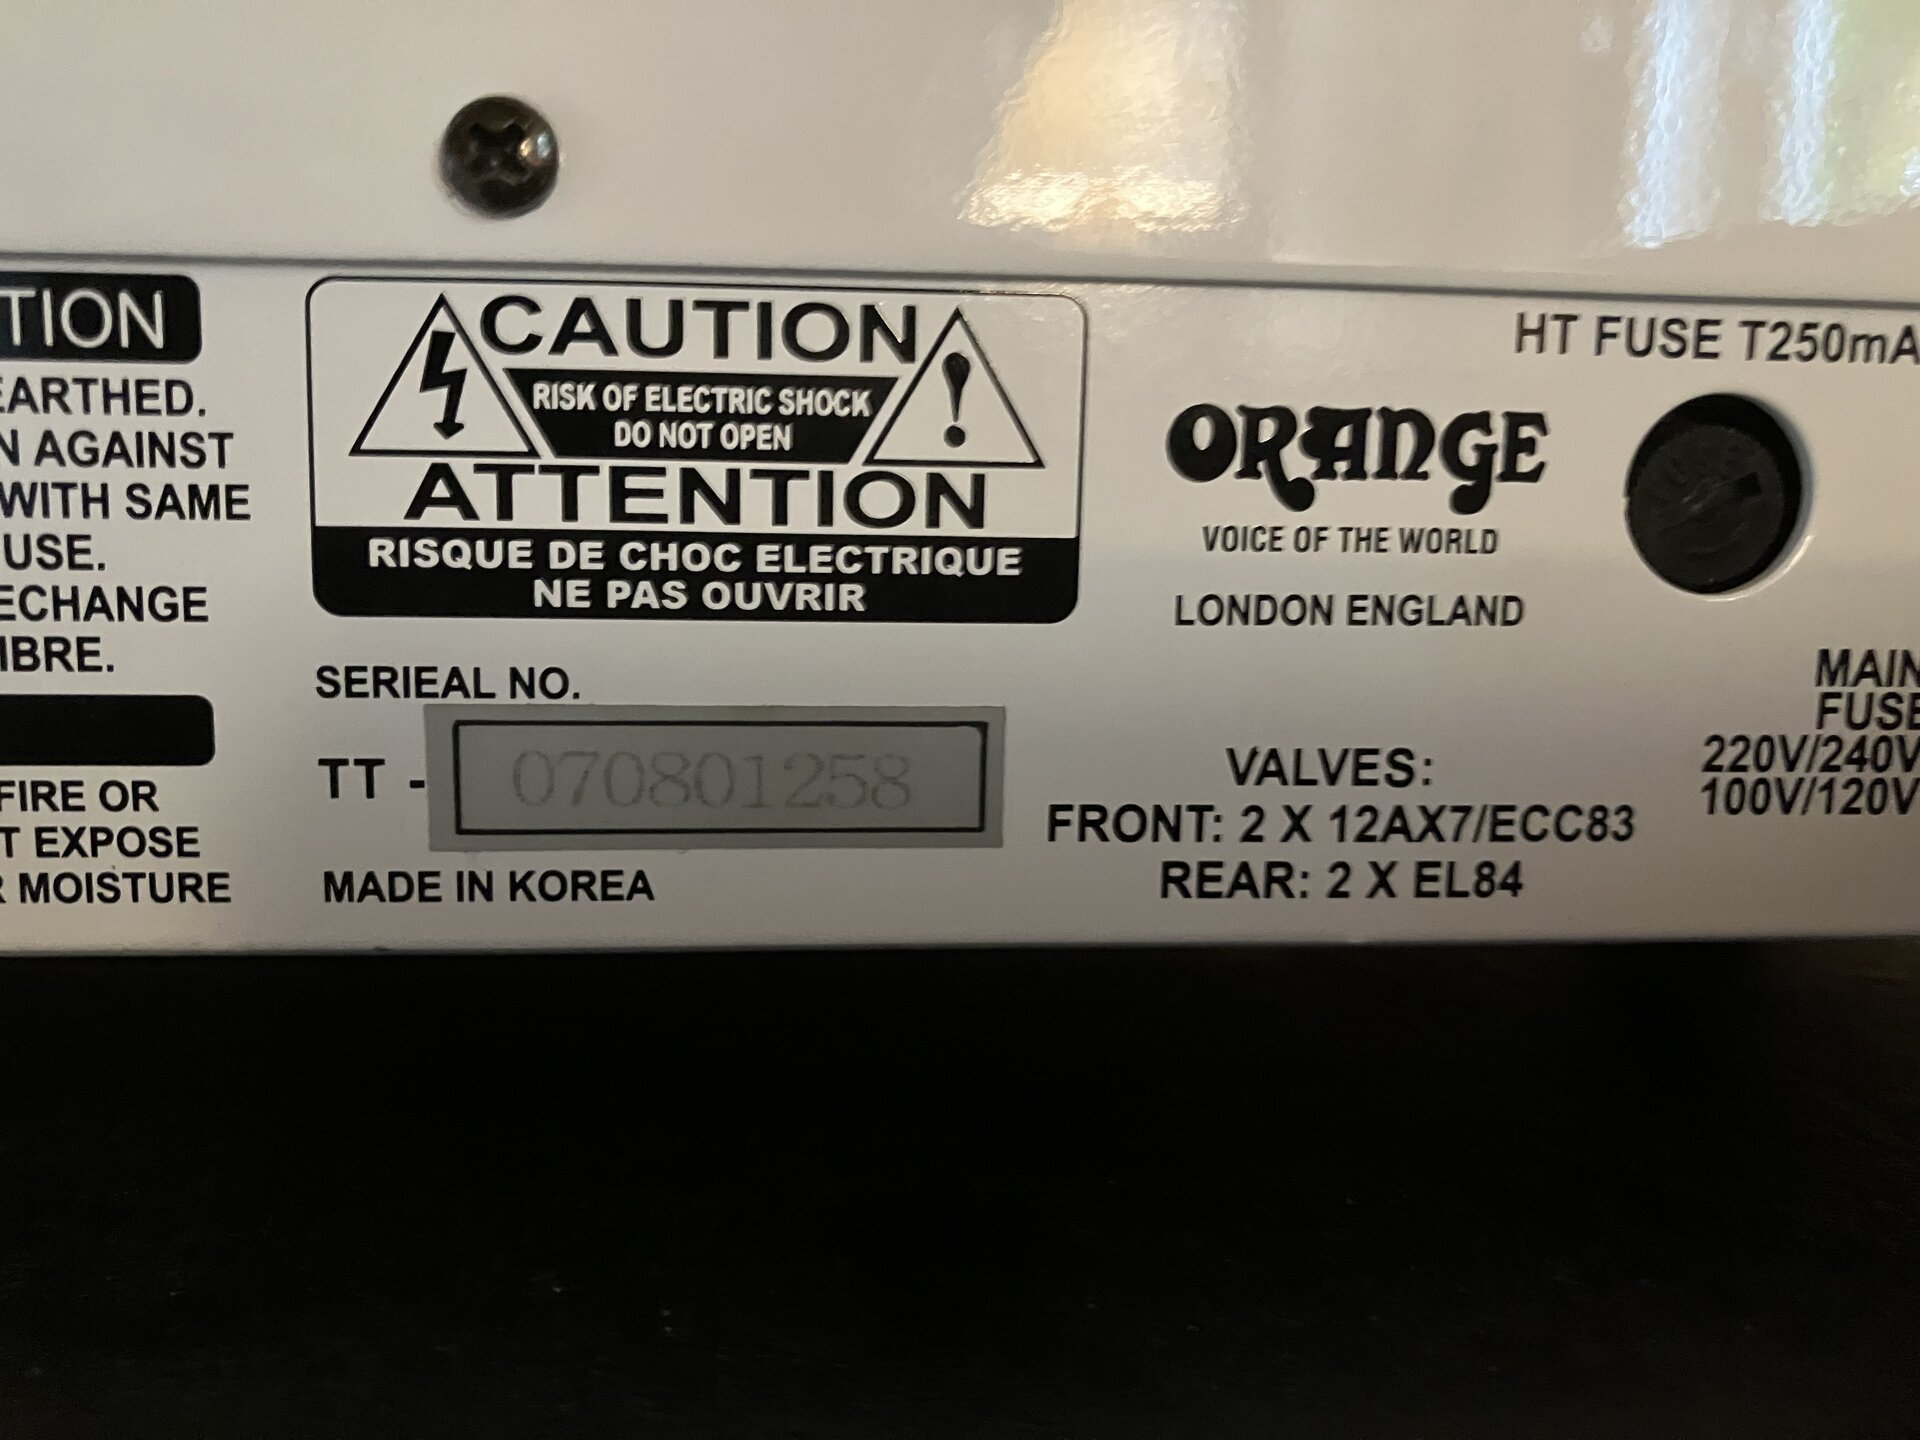 TION
EARTHED.
N AGAINST
WITH SAME
USE.
ECHANGE
IBRE.
FIRE OR
T EXPOSE
R MOISTURE
CAUTION
RISK OF ELECTRIC SHOCK
DO NOT OPEN
ATTENTION
RISQUE DE CHOC ELECTRIQUE
NE PAS OUVRIR
SERIEAL NO.
TT - 070801258
MADE IN KOREA
ORANGE
VOICE OF THE WORLD
LONDON ENGLAND
VALVES:
FRONT: 2 X 12AX7/ECC83
REAR: 2 X EL84
HT FUSE T250mA
MAIN
FUSE
220V/240V
100V/120V